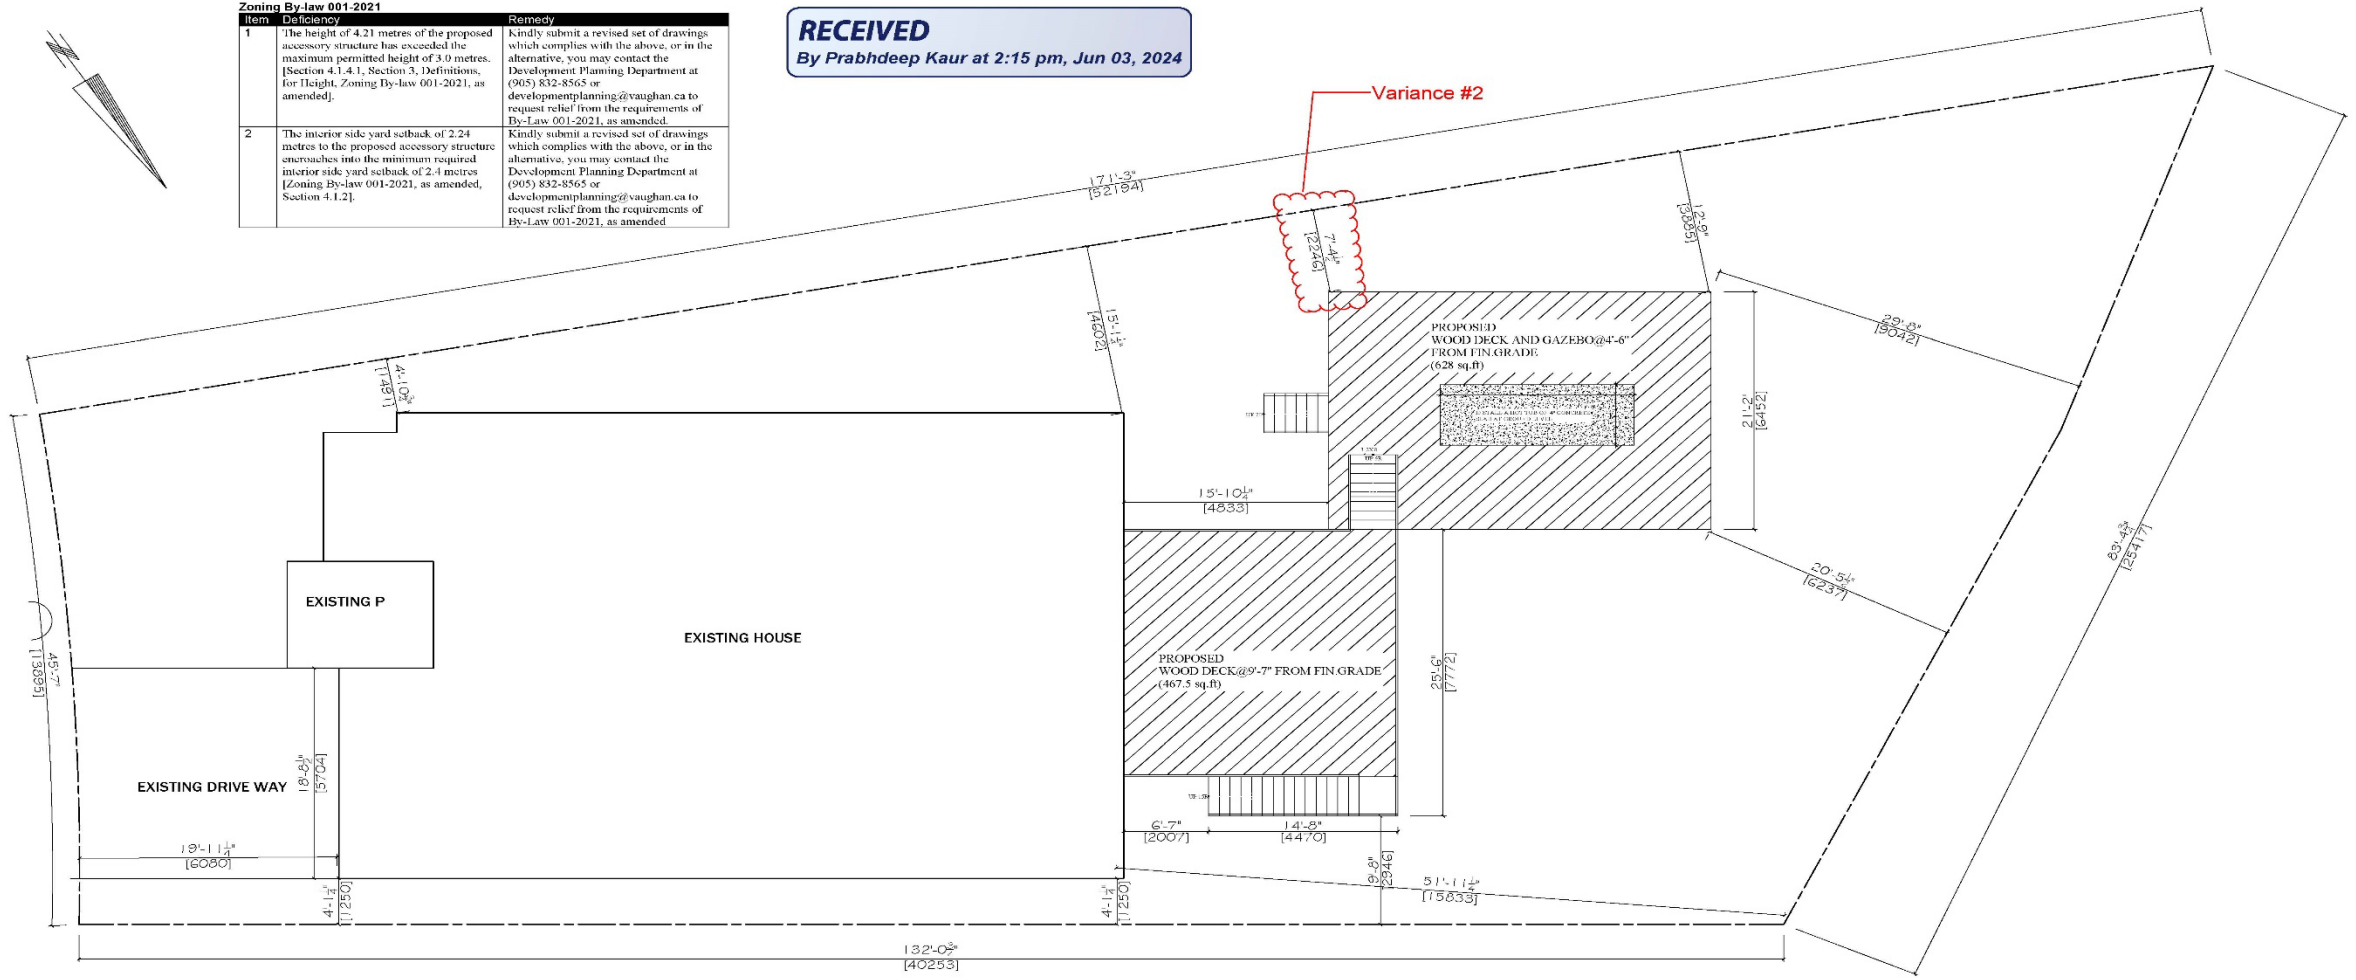 Zoning By-law 001-2021
Item Deficiency Remedy
1 The height of 4.21 metres of the proposed
accessory structure has exceeded the
maximum permitted height of 3.0 metres.
[Section 4.1.4.1, Section 3, Definitions,
for Height, Zoning By-law 001-2021, as
amended].
Kindly submit a revised set of drawings
which complies with the above, or in the
alternative, you may contact the
Development Planning Department at
(905) 832-8565 or
developmentplanning@vaughan.ca to
request relief from the requirements of
By-Law 001-2021, as amended.
2 The interior side yard setback of 2.24
metres to the proposed accessory structure
encroaches into the minimum required
interior side yard setback of 2.4 metres
[Zoning By-law 001-2021, as amended,
Section 4.1.2].
Kindly submit a revised set of drawings
which complies with the above, or in the
alternative, you may contact the
Development Planning Department at
(905) 832-8565 or
developmentplanning@vaughan.ca to
request relief from the requirements of
By-Law 001-2021, as amended
RECEIVED
By Prabhdeep Kaur at 2:15 pm, Jun 03, 2024
Variance #2
171'-3"
[52194]
7'-4½"
[2246]
12'-9"
[3885]
15'-1¼"
[4602]
4'-10¾"
[1491]
29'-8"
[9042]
PROPOSED
WOOD DECK AND GAZEBO@4'-6"
FROM FIN.GRADE
(628 sq.ft)
21'-2"
[6452]
15'-10¼"
[4833]
83'-4¾"
[25417]
20'-5½"
[6237]
EXISTING P
EXISTING HOUSE
45'-7"
[13895]
PROPOSED
WOOD DECK@9'-7" FROM FIN.GRADE
(467.5 sq.ft)
25'-6"
[7772]
EXISTING DRIVE WAY
18'-8½"
[5704]
19'-11¼"
[6080]
6'-7"
[2007]
14'-8"
[4470]
9'-8"
[2946]
4'-1¼"
[1250]
4'-1¼"
[1250]
51'-11¼"
[15833]
[40253]